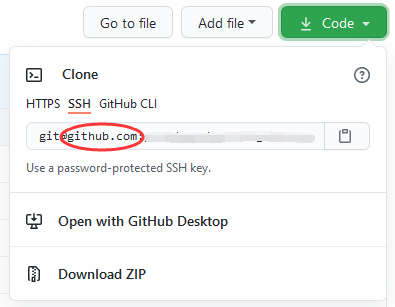 Go to file Add file Code
Clone
HTTPS SSH GitHub CLI
git@github.com:
Use a password-protected SSH key.
Open with GitHub Desktop
Download ZIP